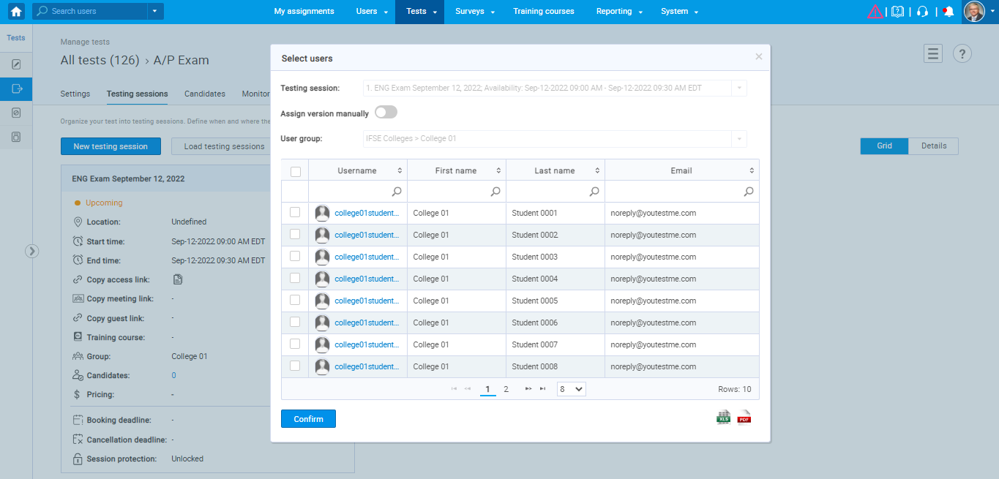 Search users
My assignments
Users
Tests
Surveys
Training courses
Reporting
System
Tests
Manage tests
All tests (126) › A/P Exam
?
Settings
Testing sessions
Candidates
Monitor
Organize your test into testing sessions. Define when and where the
New testing session
Load testing sessions
Grid
Details
ENG Exam September 12, 2022
Upcoming
Location: Undefined
Start time: Sep-12-2022 09:00 AM EDT
End time: Sep-12-2022 09:30 AM EDT
Copy access link:
Copy meeting link: -
Copy guest link: -
Training course: -
Group: College 01
Candidates: 0
Pricing: -
Booking deadline: -
Cancellation deadline: -
Session protection: Unlocked
Select users
Testing session: 1. ENG Exam September 12, 2022; Availability: Sep-12-2022 09:00 AM - Sep-12-2022 09:30 AM EDT
Assign version manually
User group: IFSE Colleges > College 01
Username First name Last name Email
college01student... College 01 Student 0001 noreply@youtestme.com
college01student... College 01 Student 0002 noreply@youtestme.com
college01student... College 01 Student 0003 noreply@youtestme.com
college01student... College 01 Student 0004 noreply@youtestme.com
college01student... College 01 Student 0005 noreply@youtestme.com
college01student... College 01 Student 0006 noreply@youtestme.com
college01student... College 01 Student 0007 noreply@youtestme.com
college01student... College 01 Student 0008 noreply@youtestme.com
1 2 8 Rows: 10
Confirm
XLS PDF